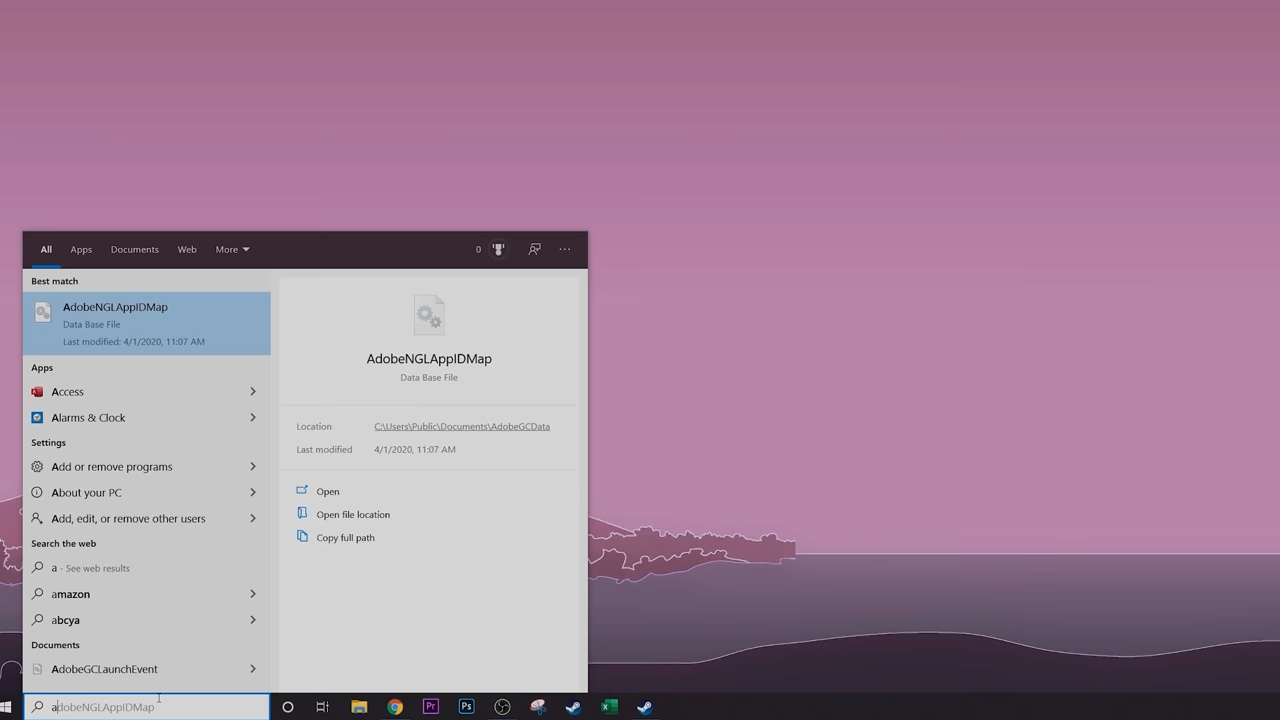 All Apps Documents Web More 0 ...
Best match
AdobeNGLAppIDMap
Data Base File
Last modified: 4/1/2020, 11:07 AM
Apps
Access
Alarms & Clock
Settings
Add or remove programs
About your PC
Add, edit, or remove other users
Search the web
a - See web results
amazon
abcya
Documents
AdobeGCLaunchEvent
adobeNGLAppIDMap
AdobeNGLAppIDMap
Data Base File
Location C:\Users\Public\Documents\AdobeGCData
Last modified 4/1/2020, 11:07 AM
Open
Open file location
Copy full path
Pr Ps